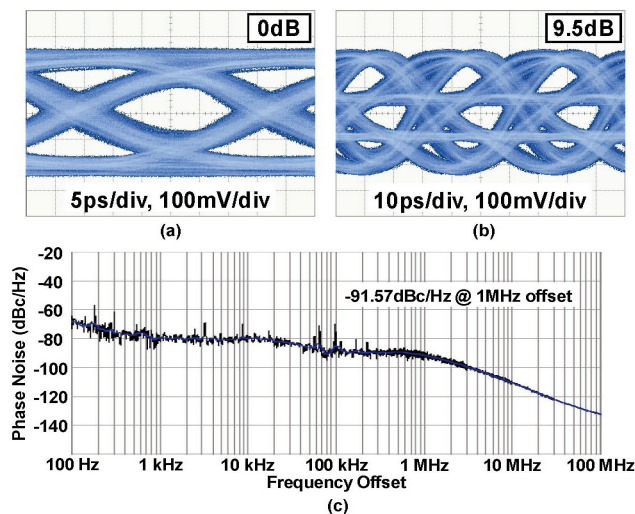 0dB
9.5dB
5ps/div, 100mV/div
10ps/div, 100mV/div
(a)
(b)
-20
-40
-60
-80
-100
-120
-140
Phase Noise (dBc/Hz)
-91.57dBc/Hz @ 1MHz offset
100 Hz
1 kHz
10 kHz
100 kHz
1 MHz
10 MHz
100 MHz
Frequency Offset
(c)